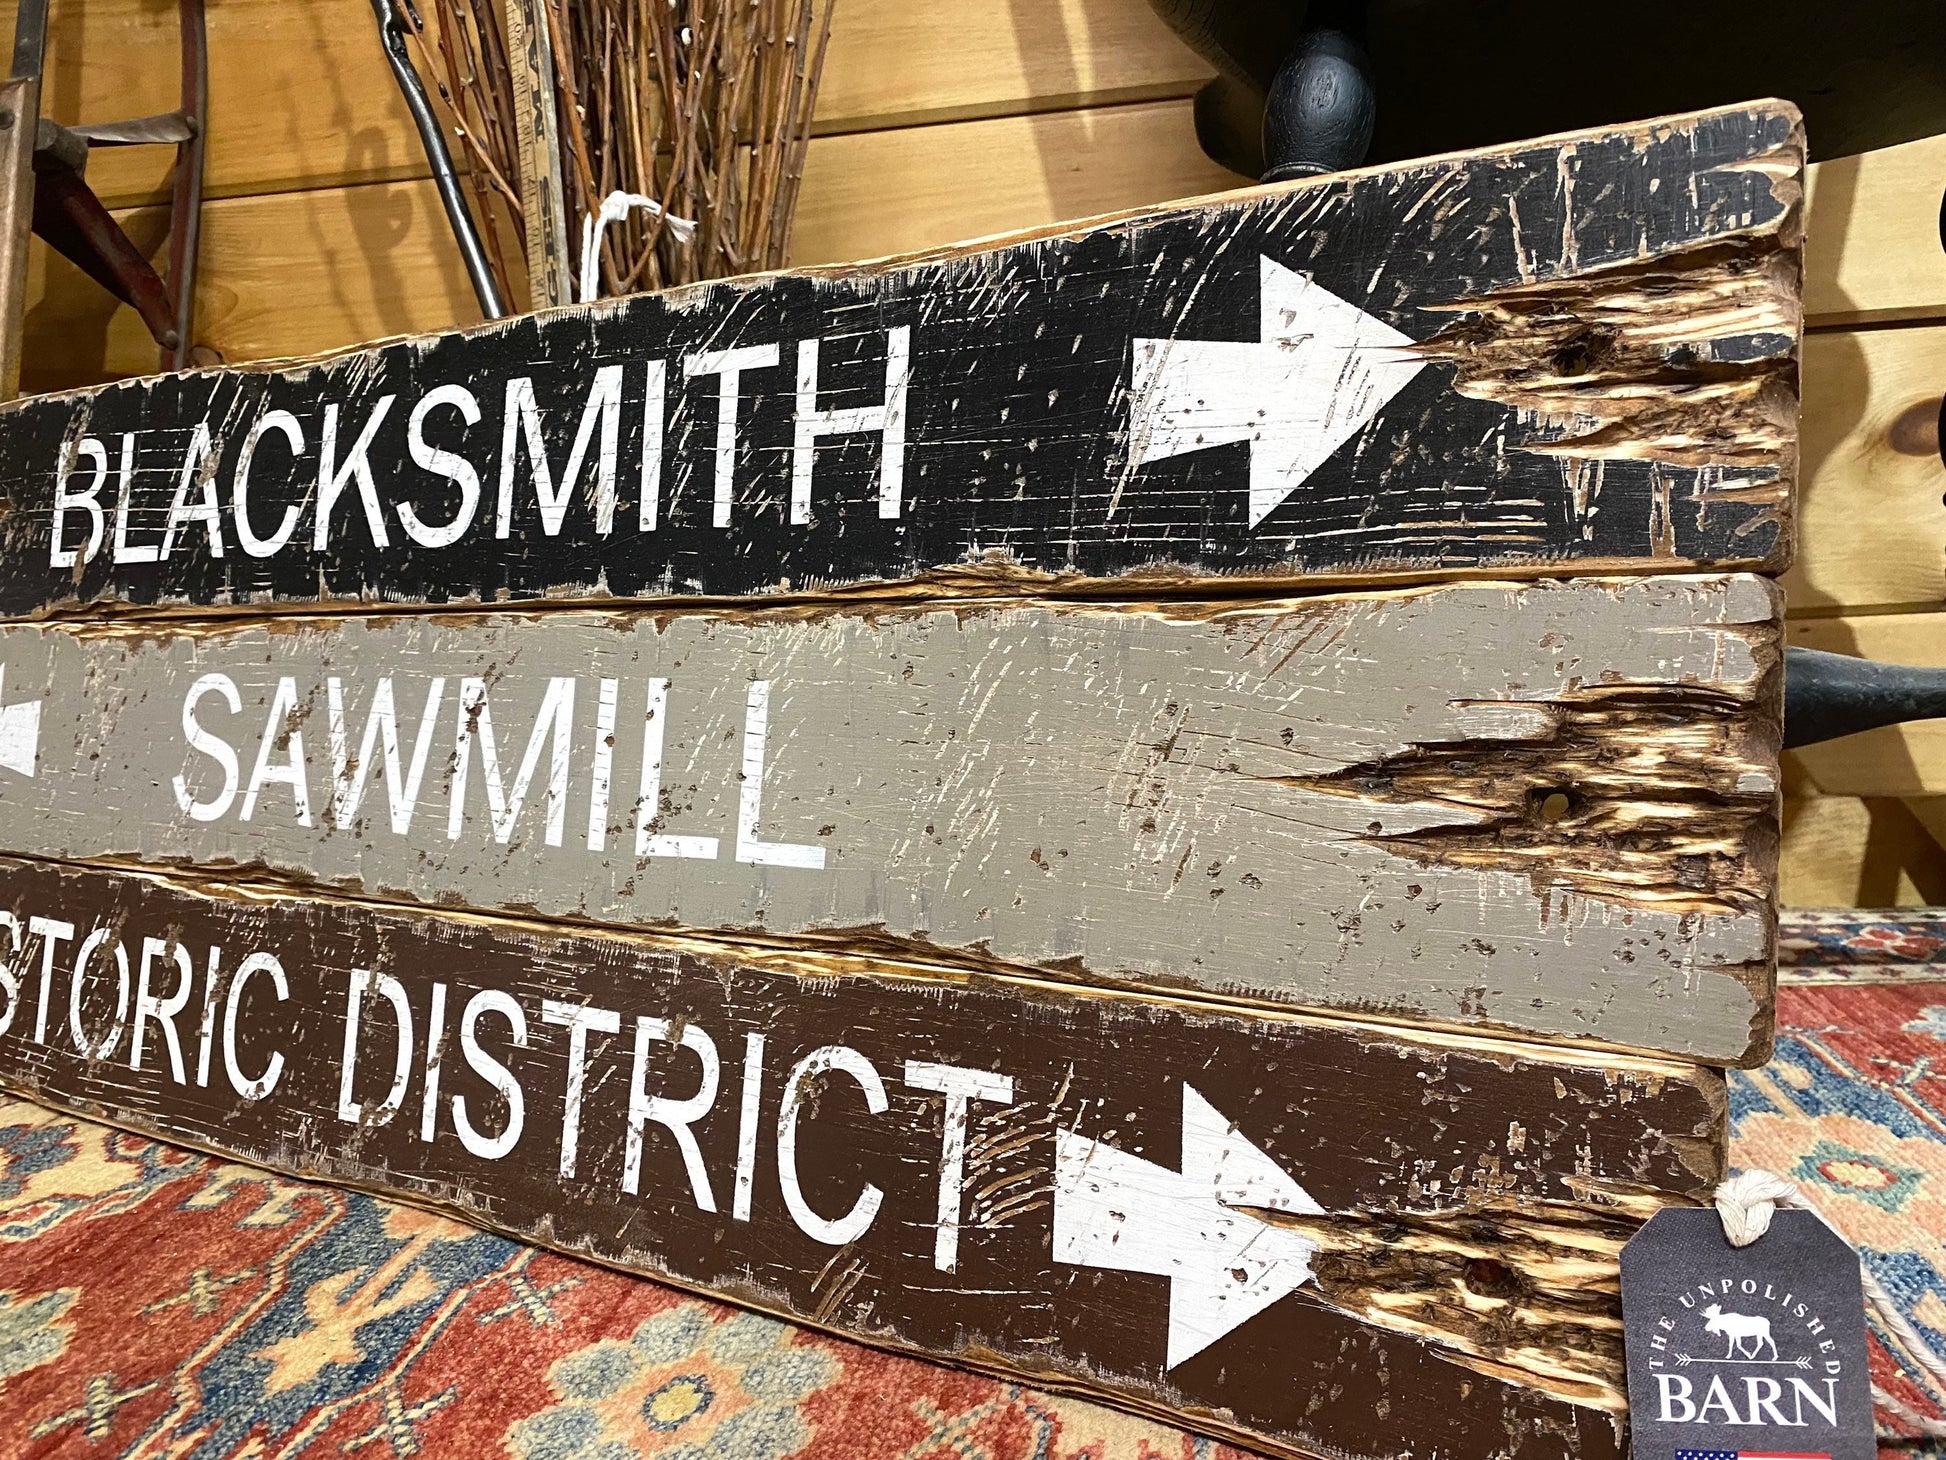 BLACKSMITH
SAWMILL
STORIC DISTRICT
THE UNPOLISHED
BARN